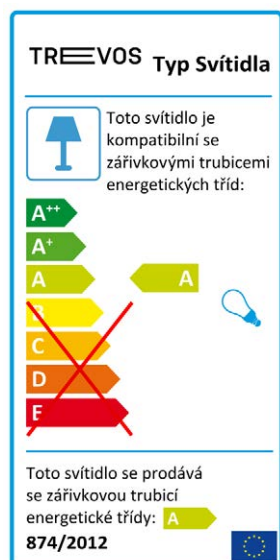 TREVOS Typ Svítidla
Toto svítidlo je
kompatibilní se
zářivkovými trubicemi
energetických tříd:
A++
A+
A A
B
C
D
E
Toto svítidlo se prodává
se zářivkovou trubicí
energetické třídy: A
874/2012